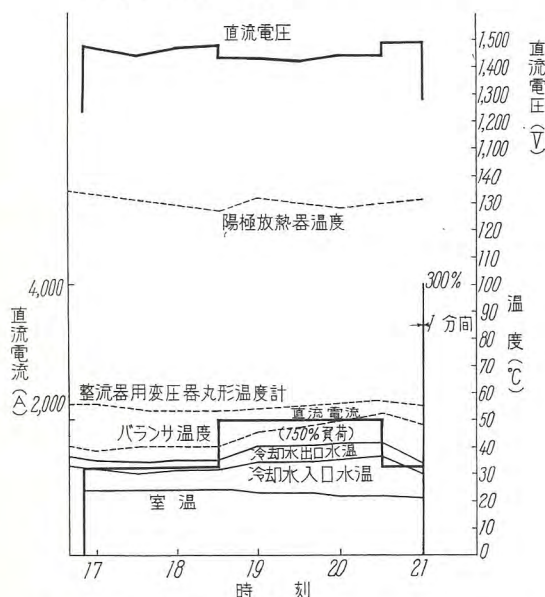 直流電圧
1,500
1,400
1,300
1,200
1,100
直流電圧(V)
140
130
120
110
100
90
80
70
60
50
40
30
20
10
0
温度(℃)
陽極放熱器温度
300%
1分間
4,000
2,000
直流電流(A)
整流器用変圧器丸形温度計
直流電流
(150%負荷)
バランサ温度
冷却水出口水温
冷却水入口水温
室温
17
18
19
20
21
時刻